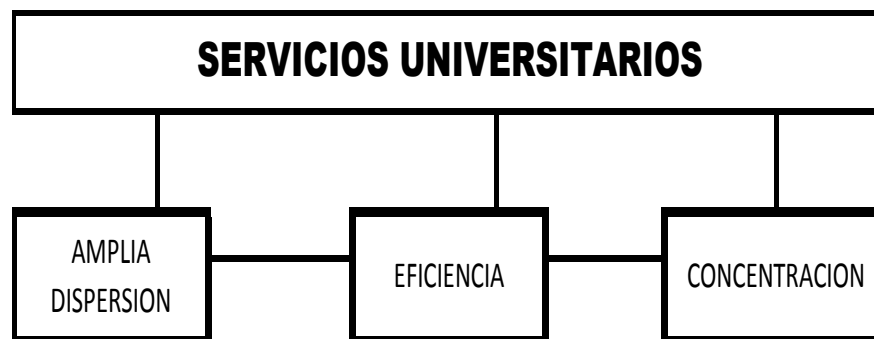 SERVICIOS UNIVERSITARIOS
AMPLIA
DISPERSION
EFICIENCIA
CONCENTRACION